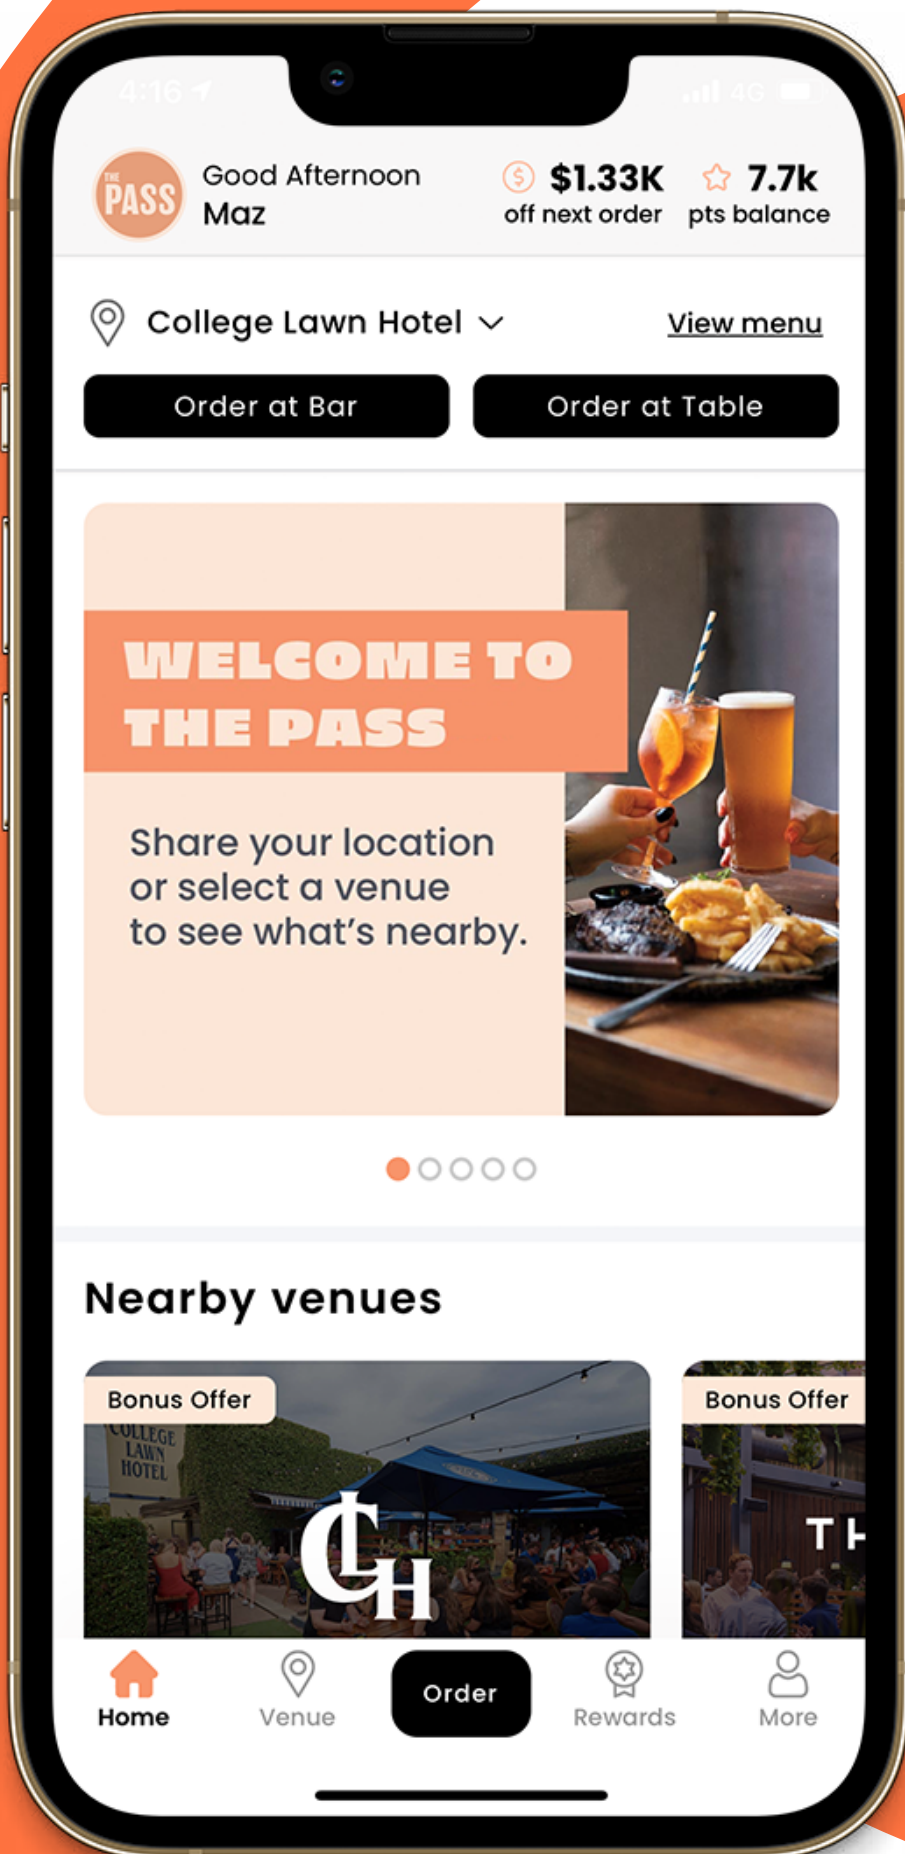 4:16
4G
THE
PASS
Good Afternoon
Maz
$1.33K
off next order
7.7k
pts balance
College Lawn Hotel
View menu
Order at Bar
Order at Table
WELCOME TO
THE PASS
Share your location
or select a venue
to see what's nearby.
Nearby venues
Bonus Offer
COLLEGE
LAWN
HOTEL
CLH
Bonus Offer
TH
Home
Venue
Order
Rewards
More